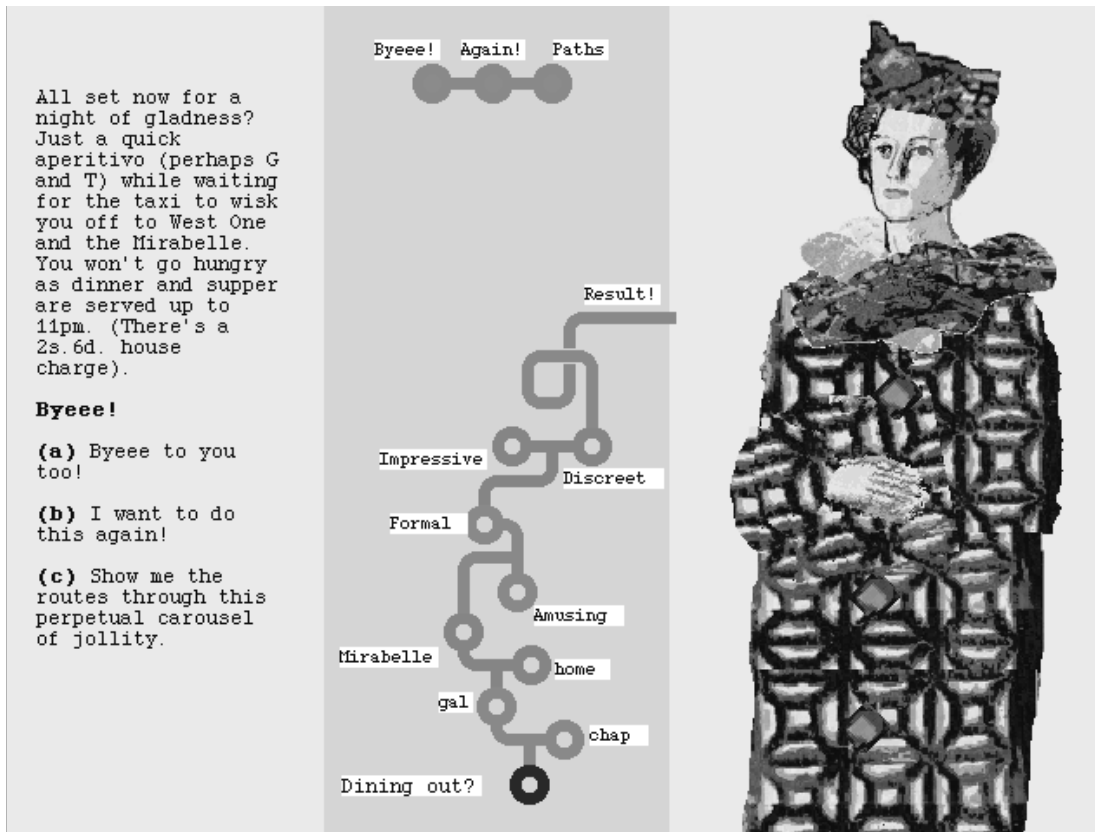 All set now for a
night of gladness?
Just a quick
aperitivo (perhaps G
and T) while waiting
for the taxi to wisk
you off to West One
and the Mirabelle.
You won't go hungry
as dinner and supper
are served up to
11pm. (There's a
2s.6d. house
charge).
Byeee!
(a) Byeee to you
too!
(b) I want to do
this again!
(c) Show me the
routes through this
perpetual carousel
of jollity.
Byeee! Again! Paths
Result!
Impressive
Discreet
Formal
Amusing
Mirabelle
home
gal
chap
Dining out?